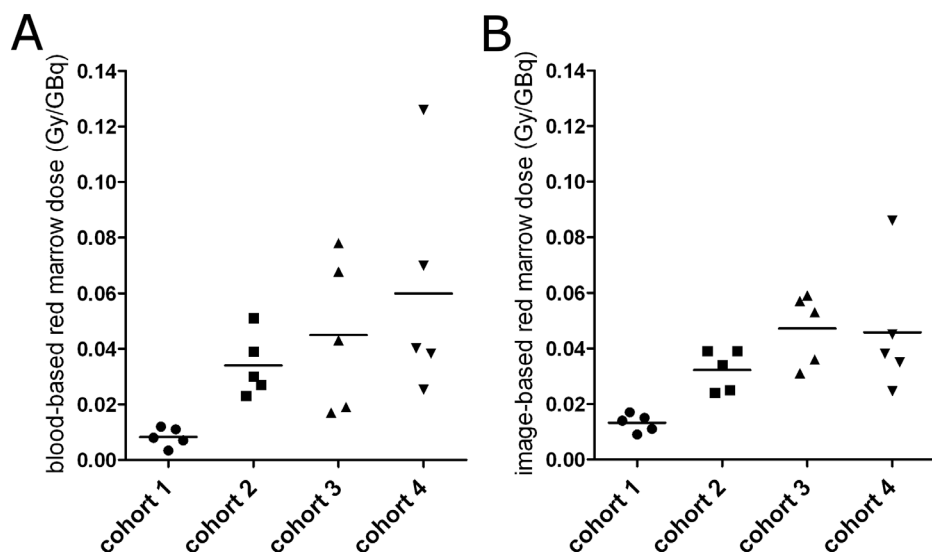 A
blood-based red marrow dose (Gy/GBq)
0.14
0.12
0.10
0.08
0.06
0.04
0.02
0.00
cohort 1
cohort 2
cohort 3
cohort 4
B
image-based red marrow dose (Gy/GBq)
0.14
0.12
0.10
0.08
0.06
0.04
0.02
0.00
cohort 1
cohort 2
cohort 3
cohort 4